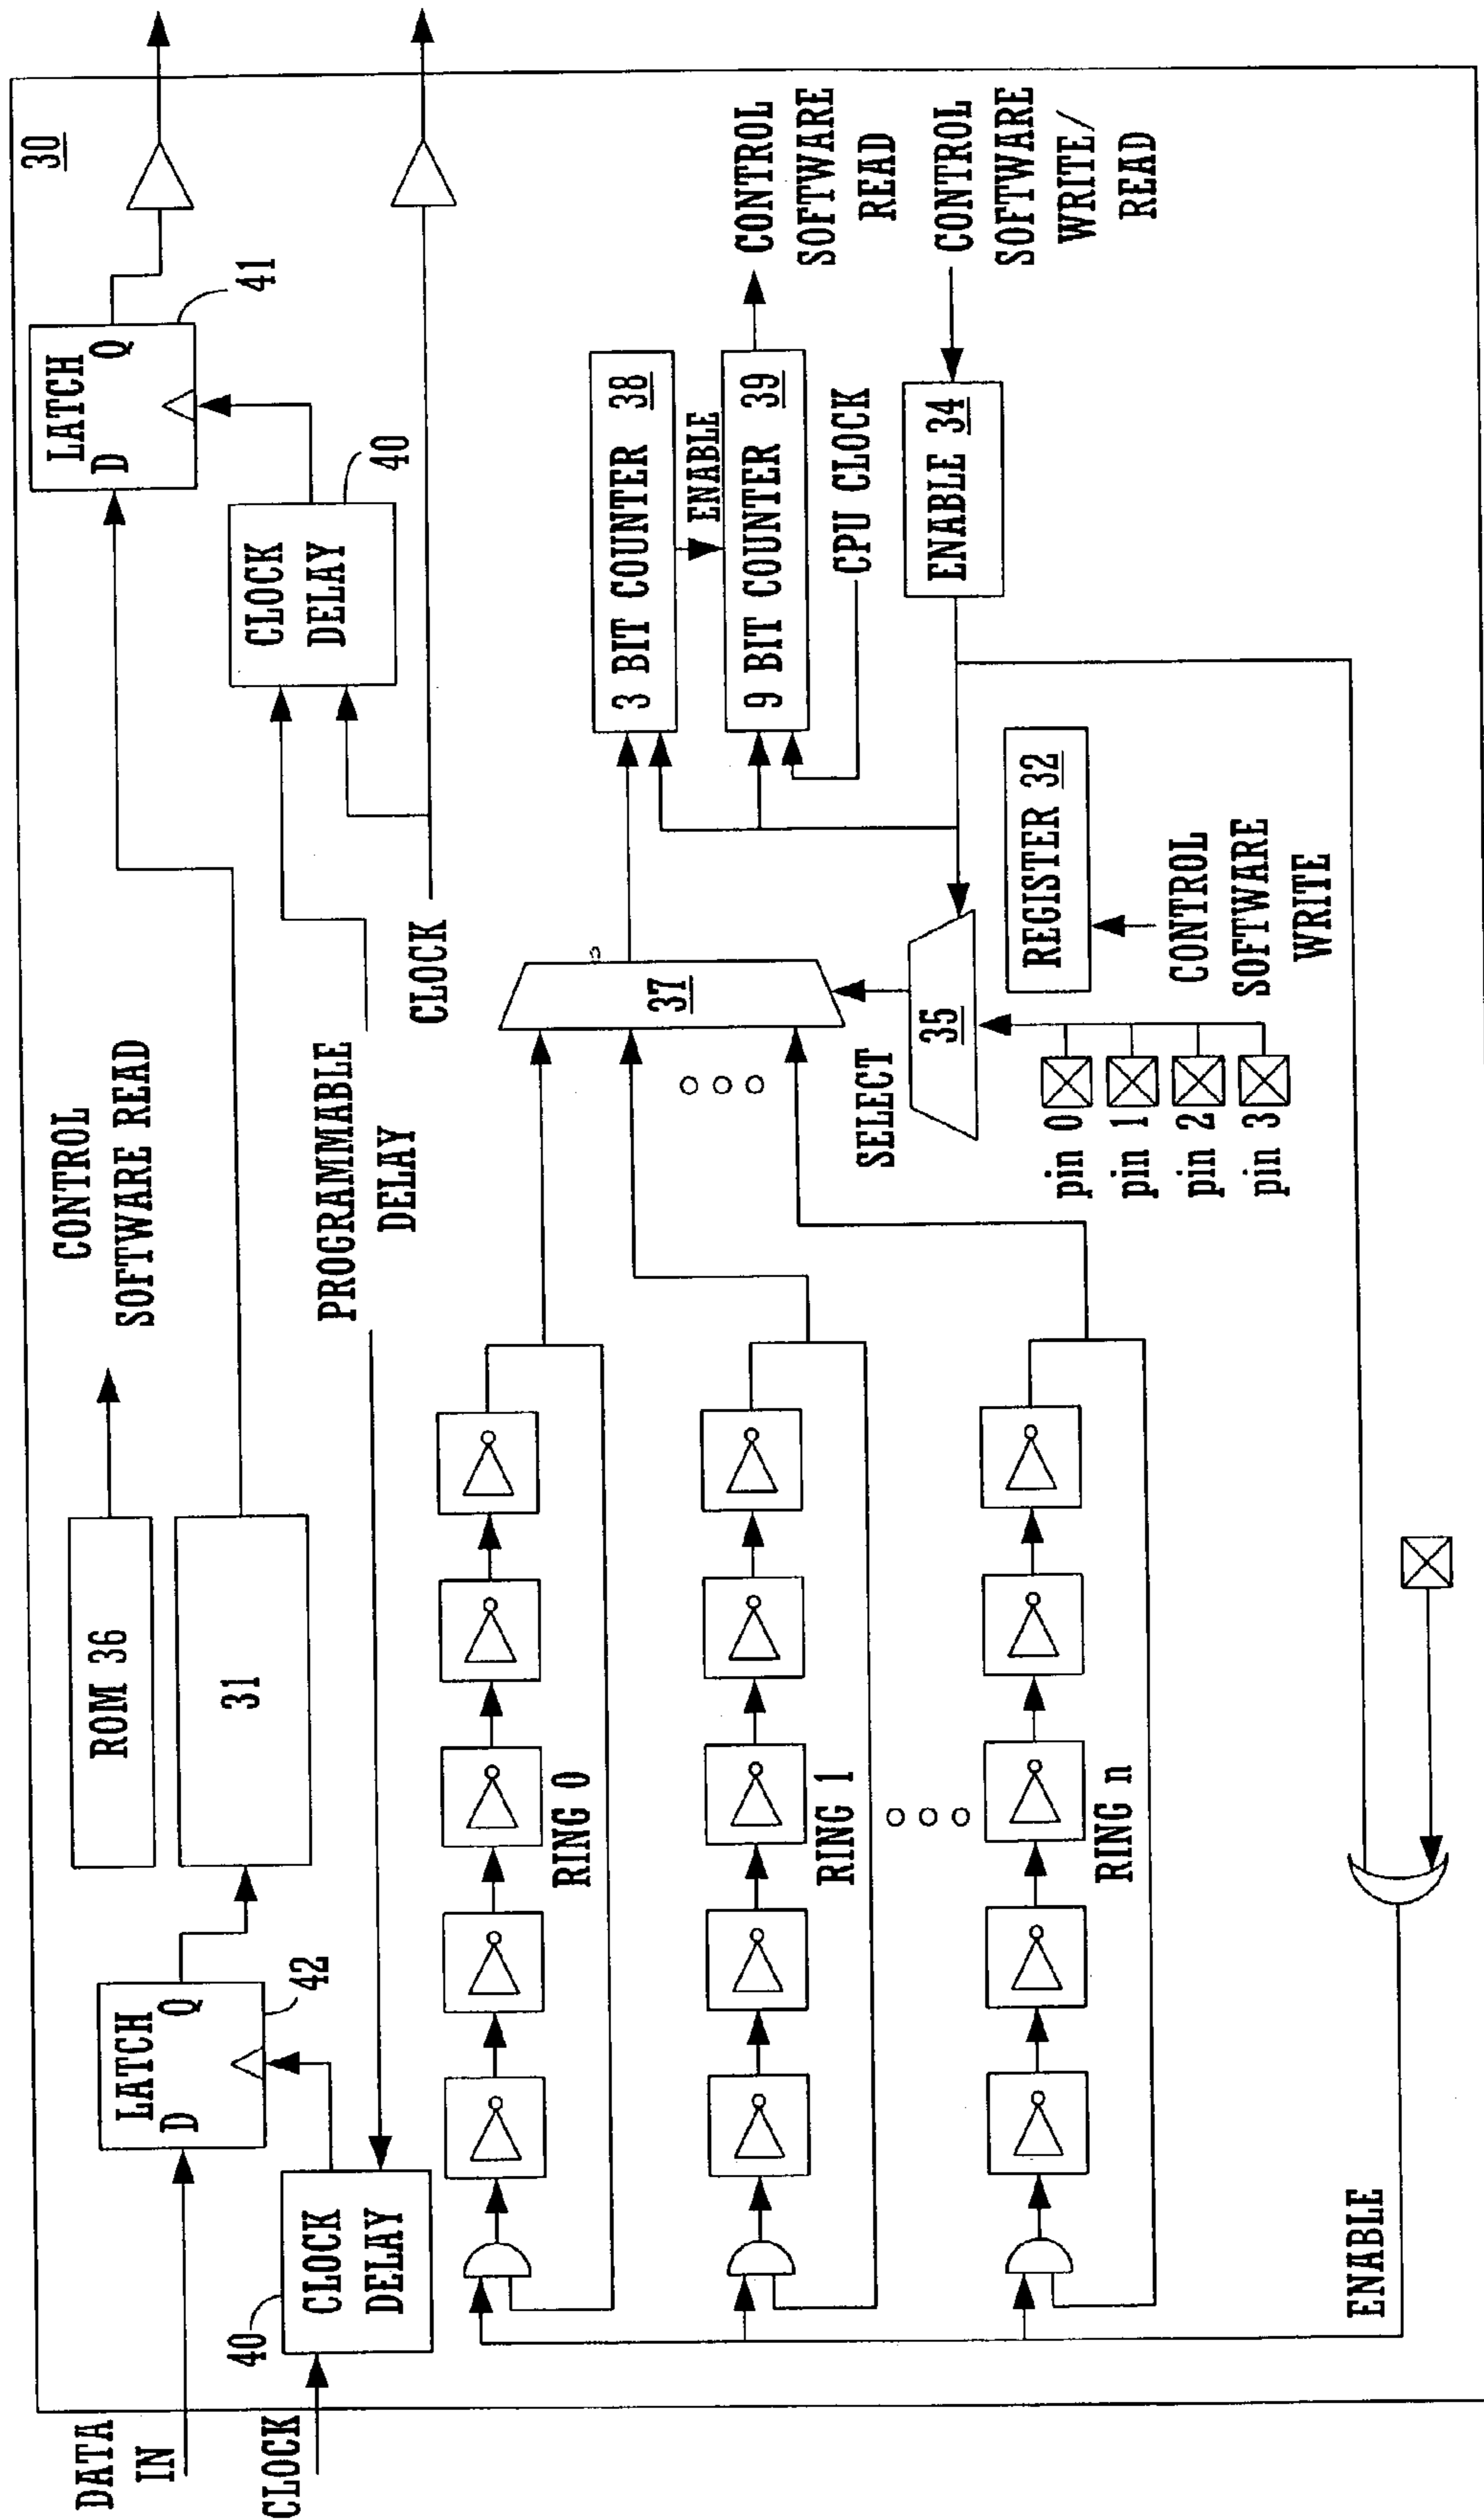 30
DATA
IN
CLOCK
LATCH
D Q
42
40
CLOCK
DELAY
ROM 36
31
CONTROL
SOFTWARE READ
PROGRAMMABLE
DELAY
CLOCK
CLOCK
DELAY
40
LATCH
D Q
41
RING 0
RING 1
RING n
37
SELECT
35
pin 0
pin 1
pin 2
pin 3
3 BIT COUNTER 38
ENABLE
9 BIT COUNTER 39
CPU CLOCK
CONTROL
SOFTWARE
READ
ENABLE 34
CONTROL
SOFTWARE
WRITE/
READ
REGISTER 32
CONTROL
SOFTWARE
WRITE
ENABLE